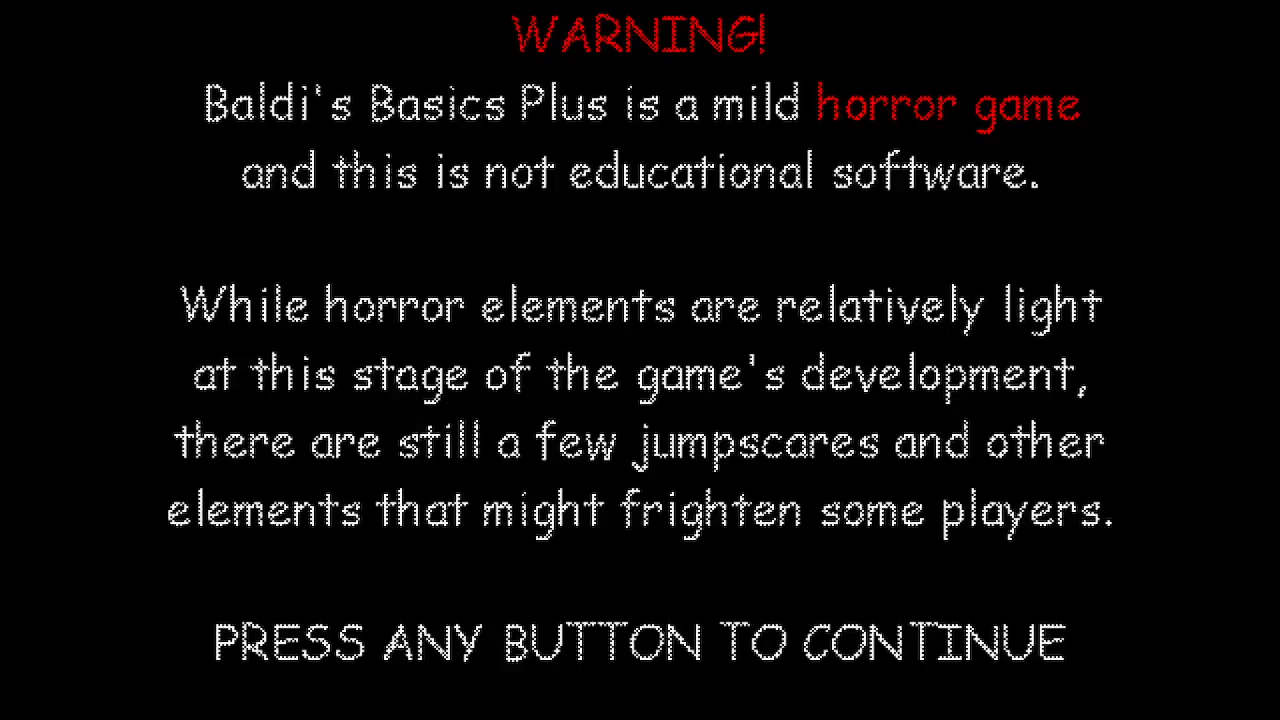 WARNING!
Baldi's Basics Plus is a mild horror game
and this is not educational software.
While horror elements are relatively light
at this stage of the game's development,
there are still a few jumpscares and other
elements that might frighten some players.
PRESS ANY BUTTON TO CONTINUE